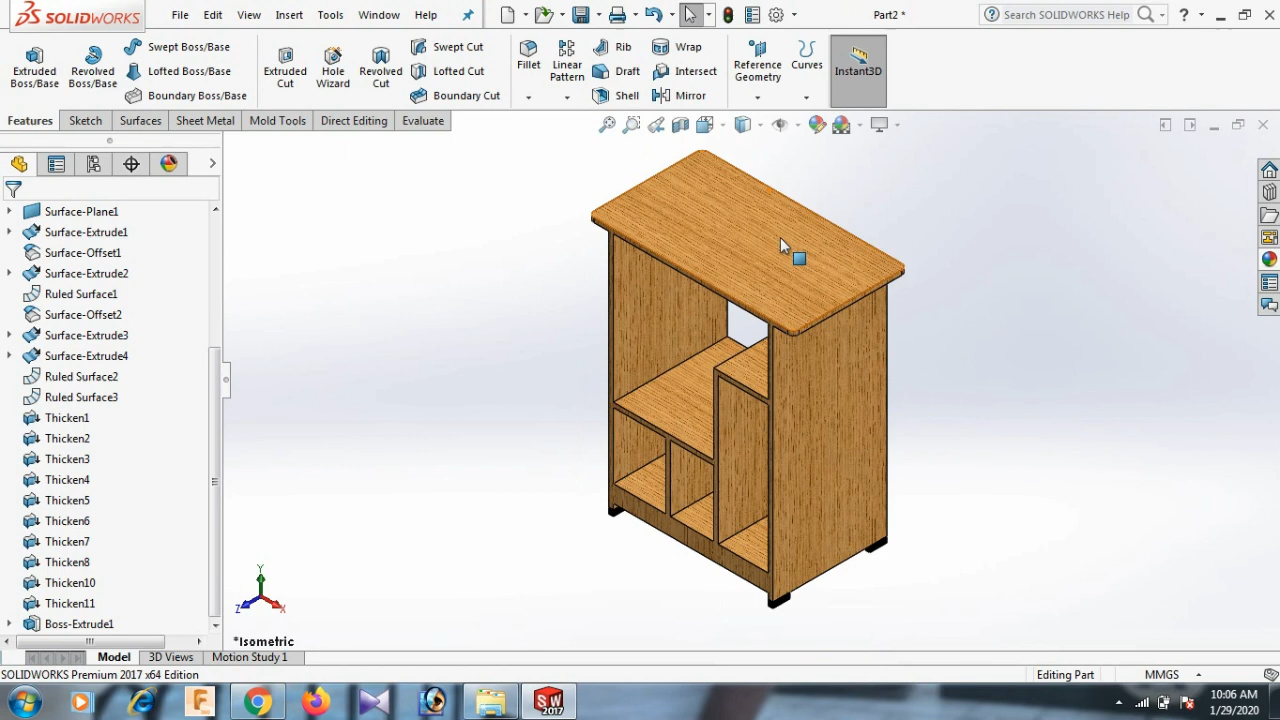 SOLIDWORKS File Edit View Insert Tools Window Help Part2 * Search SOLIDWORKS Help ?
Extruded Boss/Base
Revolved Boss/Base
Swept Boss/Base
Lofted Boss/Base
Boundary Boss/Base
Extruded Cut
Hole Wizard
Revolved Cut
Swept Cut
Lofted Cut
Boundary Cut
Fillet
Linear Pattern
Rib
Draft
Shell
Wrap
Intersect
Mirror
Reference Geometry
Curves
Instant3D
Features Sketch Surfaces Sheet Metal Mold Tools Direct Editing Evaluate
Surface-Plane1
Surface-Extrude1
Surface-Offset1
Surface-Extrude2
Ruled Surface1
Surface-Offset2
Surface-Extrude3
Surface-Extrude4
Ruled Surface2
Ruled Surface3
Thicken1
Thicken2
Thicken3
Thicken4
Thicken5
Thicken6
Thicken7
Thicken8
Thicken10
Thicken11
Boss-Extrude1
Y
Z
X
*Isometric
Model 3D Views Motion Study 1
SOLIDWORKS Premium 2017 x64 Edition Editing Part MMGS
SW
2017
10:06 AM
1/29/2020